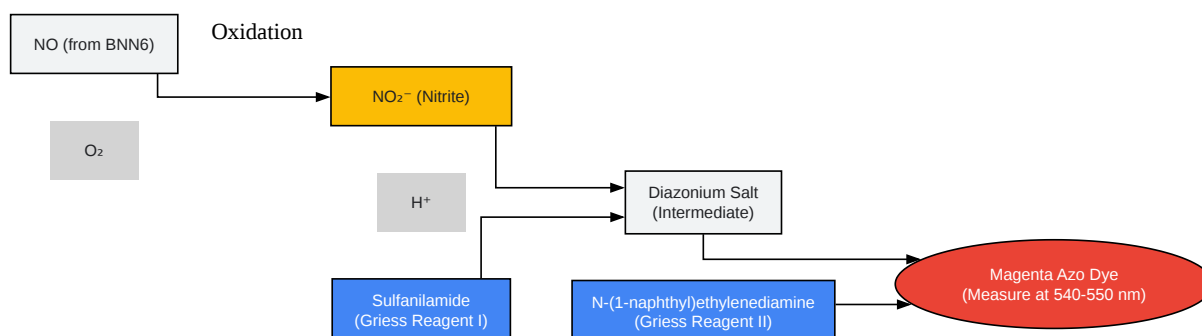 NO (from BNN6)
Oxidation
NO₂⁻ (Nitrite)
O₂
H⁺
Diazonium Salt
(Intermediate)
Sulfanilamide
(Griess Reagent I)
N-(1-naphthyl)ethylenediamine
(Griess Reagent II)
Magenta Azo Dye
(Measure at 540-550 nm)